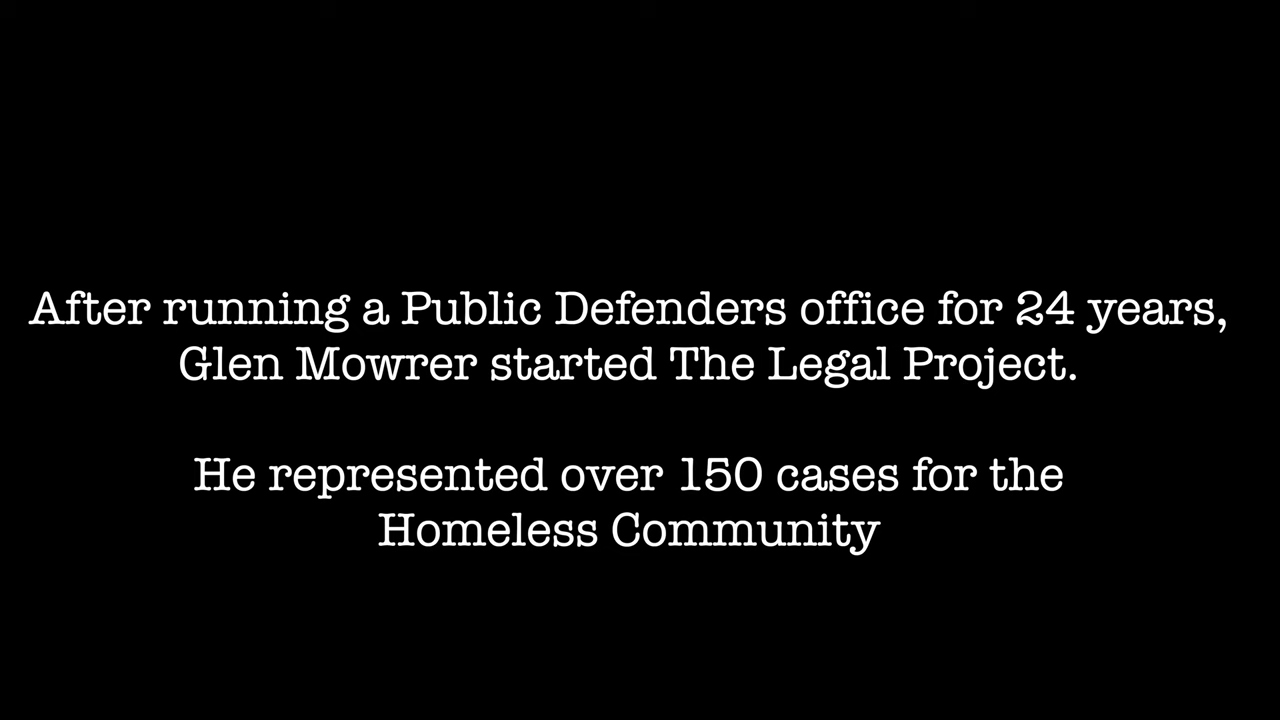 After running a Public Defenders office for 24 years,
Glen Mowrer started The Legal Project.
He represented over 150 cases for the
Homeless Community